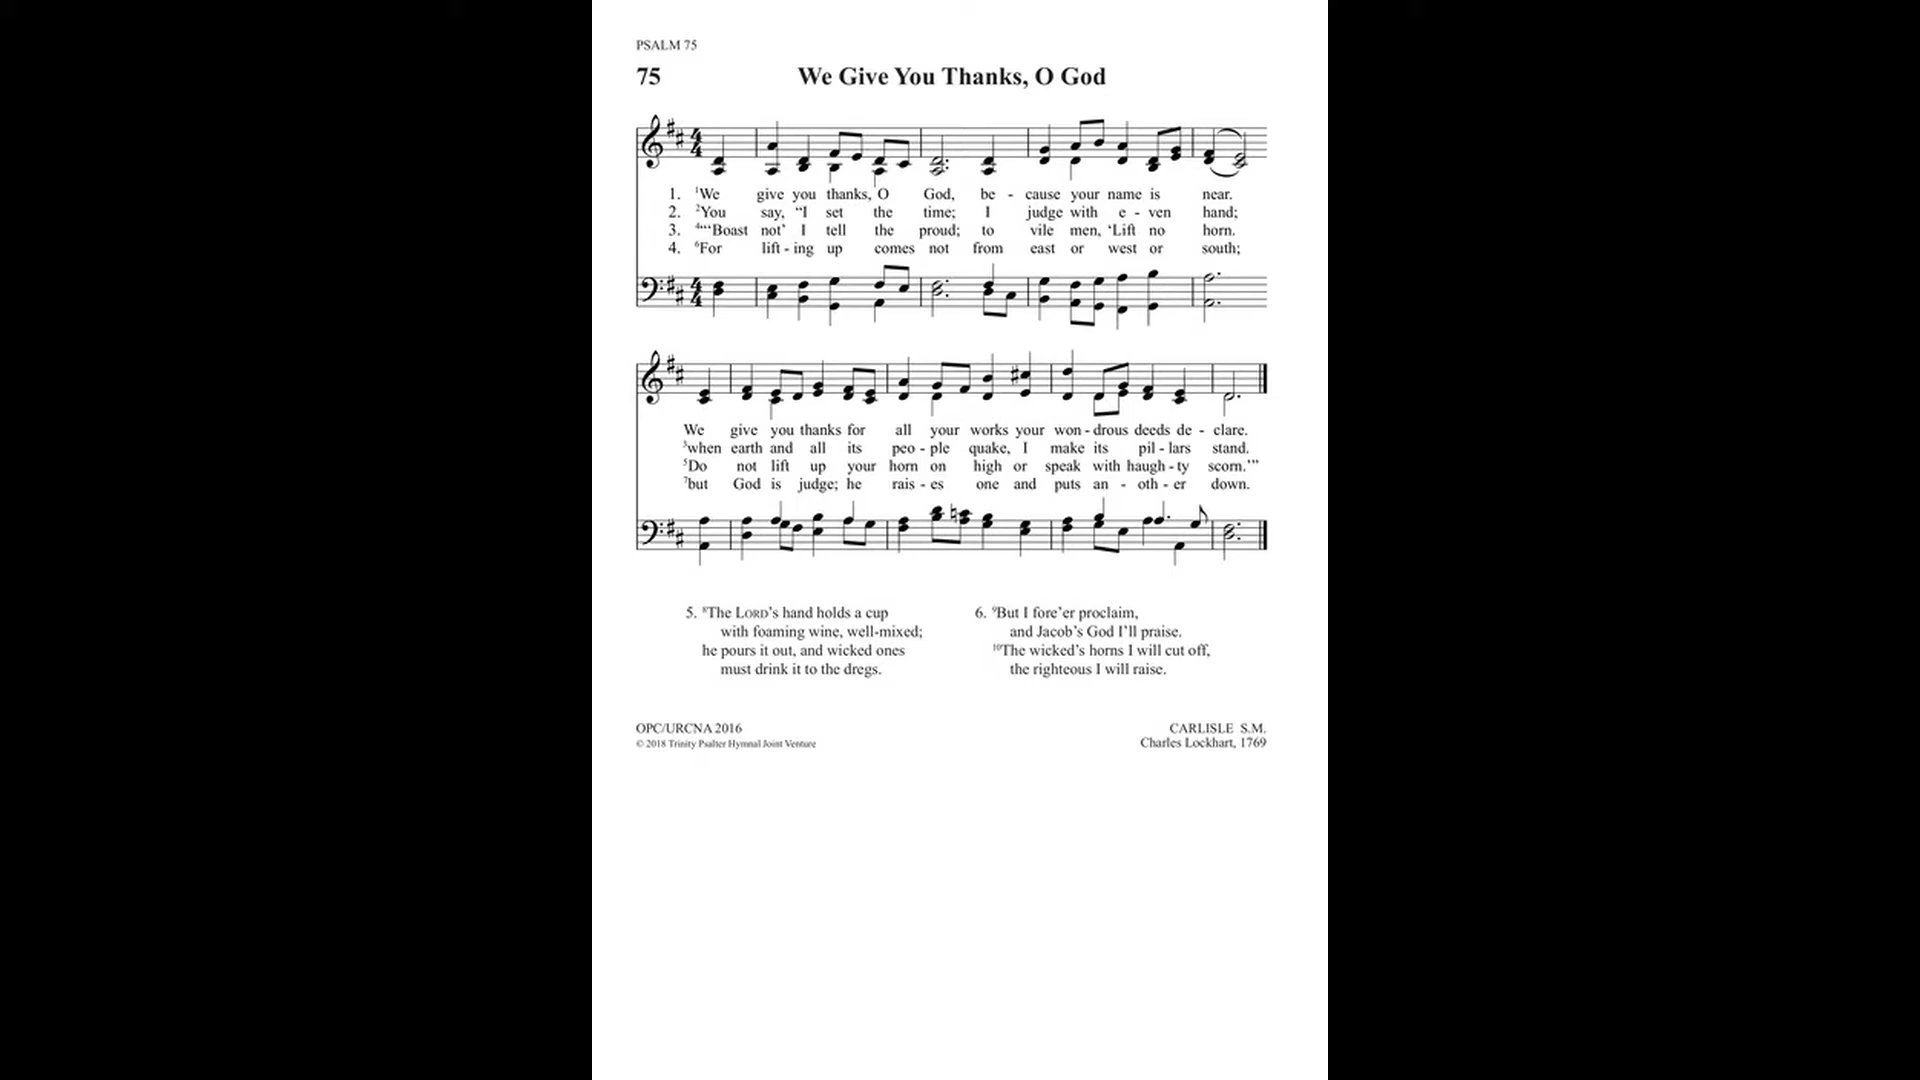 PSALM 75
75 We Give You Thanks, O God
1. ¹We give you thanks, O God, be - cause your name is near.
2. ²You say, “I set the time; I judge with e - ven hand;
3. ⁴“‘Boast not’ I tell the proud; to vile men, ‘Lift no horn.
4. ⁶For lift - ing up comes not from east or west or south;
We give you thanks for all your works your won - drous deeds de - clare.
³when earth and all its peo - ple quake, I make its pil - lars stand.
⁵Do not lift up your horn on high or speak with haugh - ty scorn.’”
⁷but God is judge; he rais - es one and puts an - oth - er down.
5. ⁸The LORD’s hand holds a cup
with foaming wine, well-mixed;
he pours it out, and wicked ones
must drink it to the dregs.
6. ⁹But I fore’er proclaim,
and Jacob’s God I’ll praise.
¹⁰The wicked’s horns I will cut off,
the righteous I will raise.
OPC/URCNA 2016
© 2018 Trinity Psalter Hymnal Joint Venture
CARLISLE S.M.
Charles Lockhart, 1769